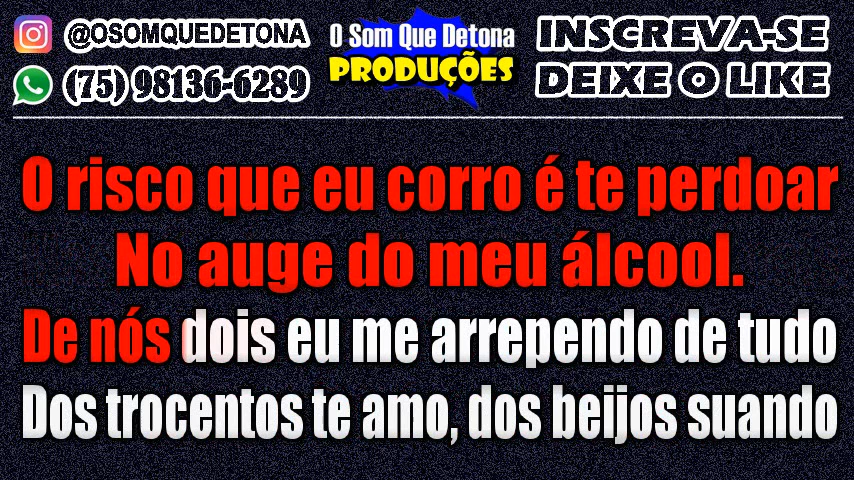 @OSOMQUEDETONA
(75) 98136-6289
O Som Que Detona
PRODUÇÕES
INSCREVA-SE
DEIXE O LIKE
O risco que eu corro é te perdoar
No auge do meu álcool.
De nós dois eu me arrependo de tudo
Dos trocentos te amo, dos beijos suando